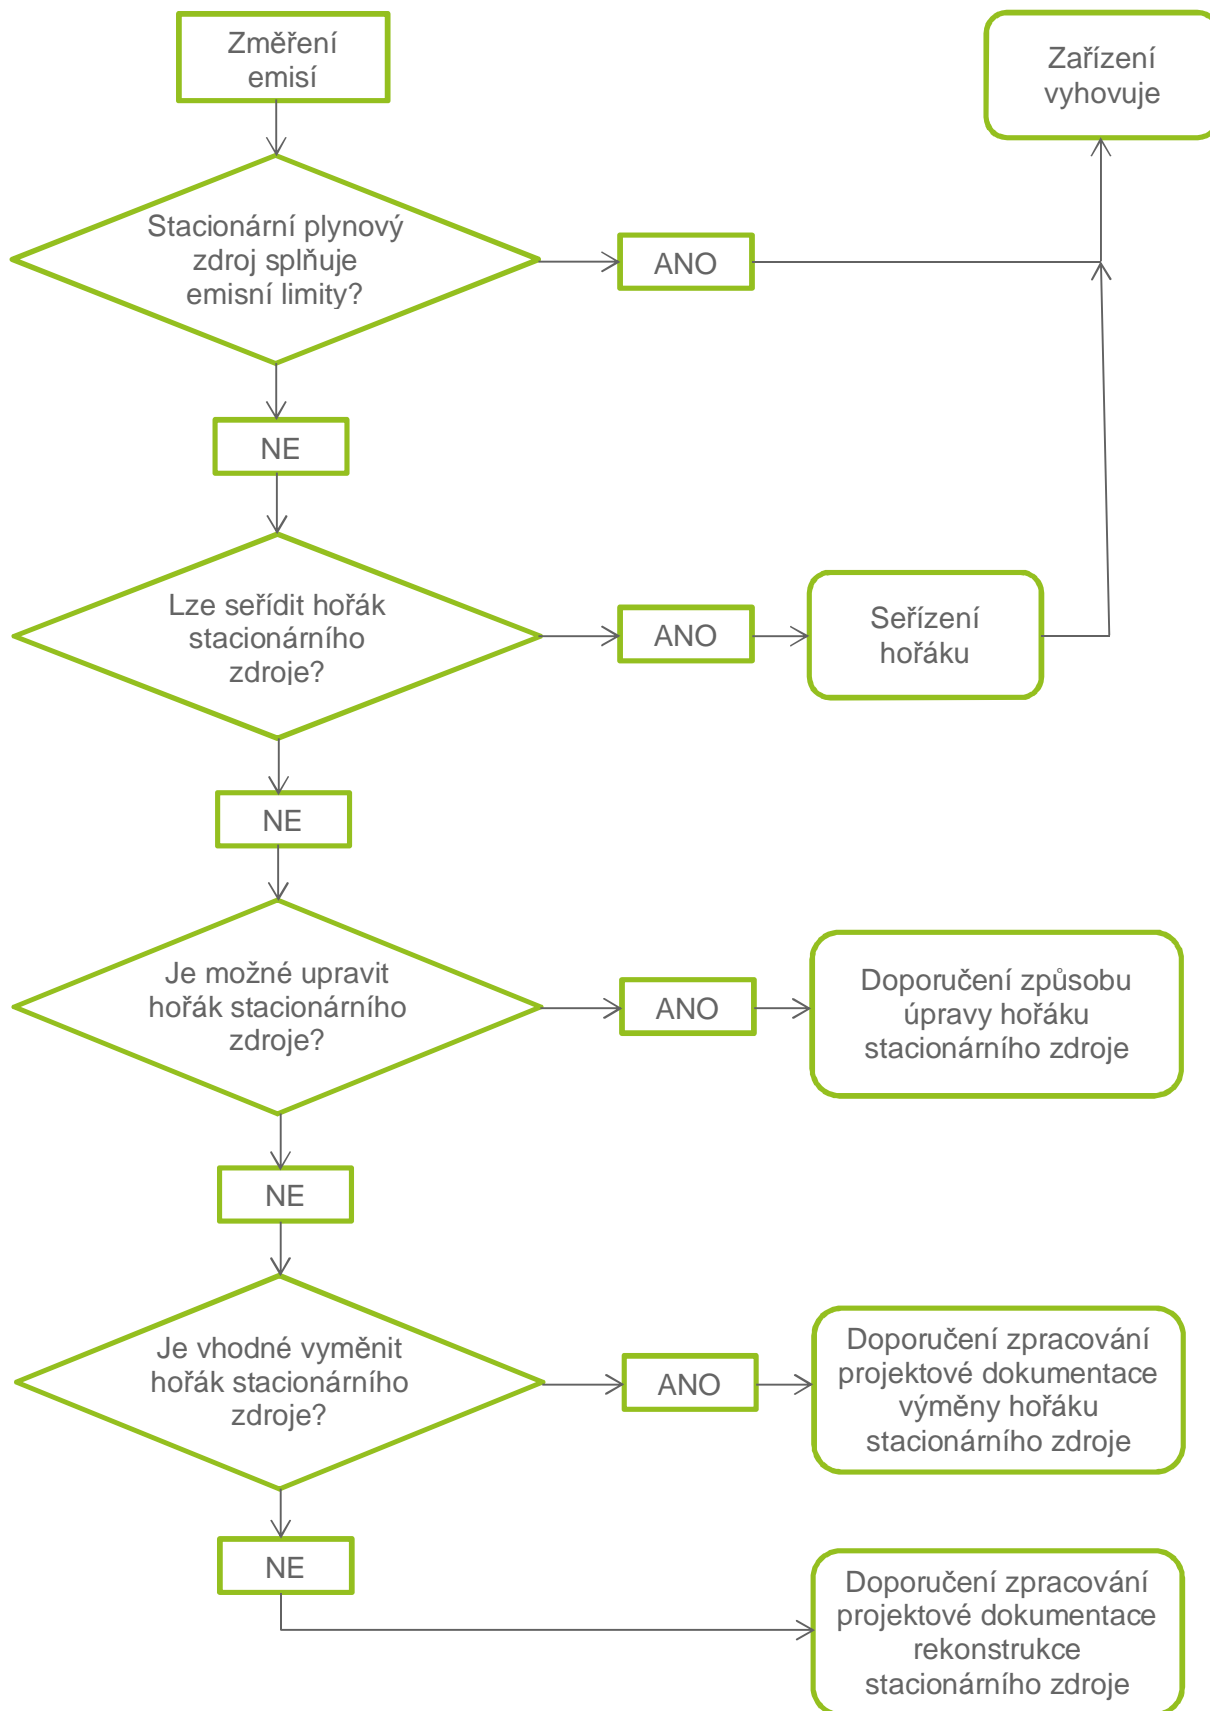 Změření
emisí
Zařízení
vyhovuje
Stacionární plynový
zdroj splňuje
emisní limity?
ANO
NE
Lze seřídit hořák
stacionárního
zdroje?
ANO
Seřízení
hořáku
NE
Je možné upravit
hořák stacionárního
zdroje?
ANO
Doporučení způsobu
úpravy hořáku
stacionárního zdroje
NE
Je vhodné vyměnit
hořák stacionárního
zdroje?
ANO
Doporučení zpracování
projektové dokumentace
výměny hořáku
stacionárního zdroje
NE
Doporučení zpracování
projektové dokumentace
rekonstrukce
stacionárního zdroje